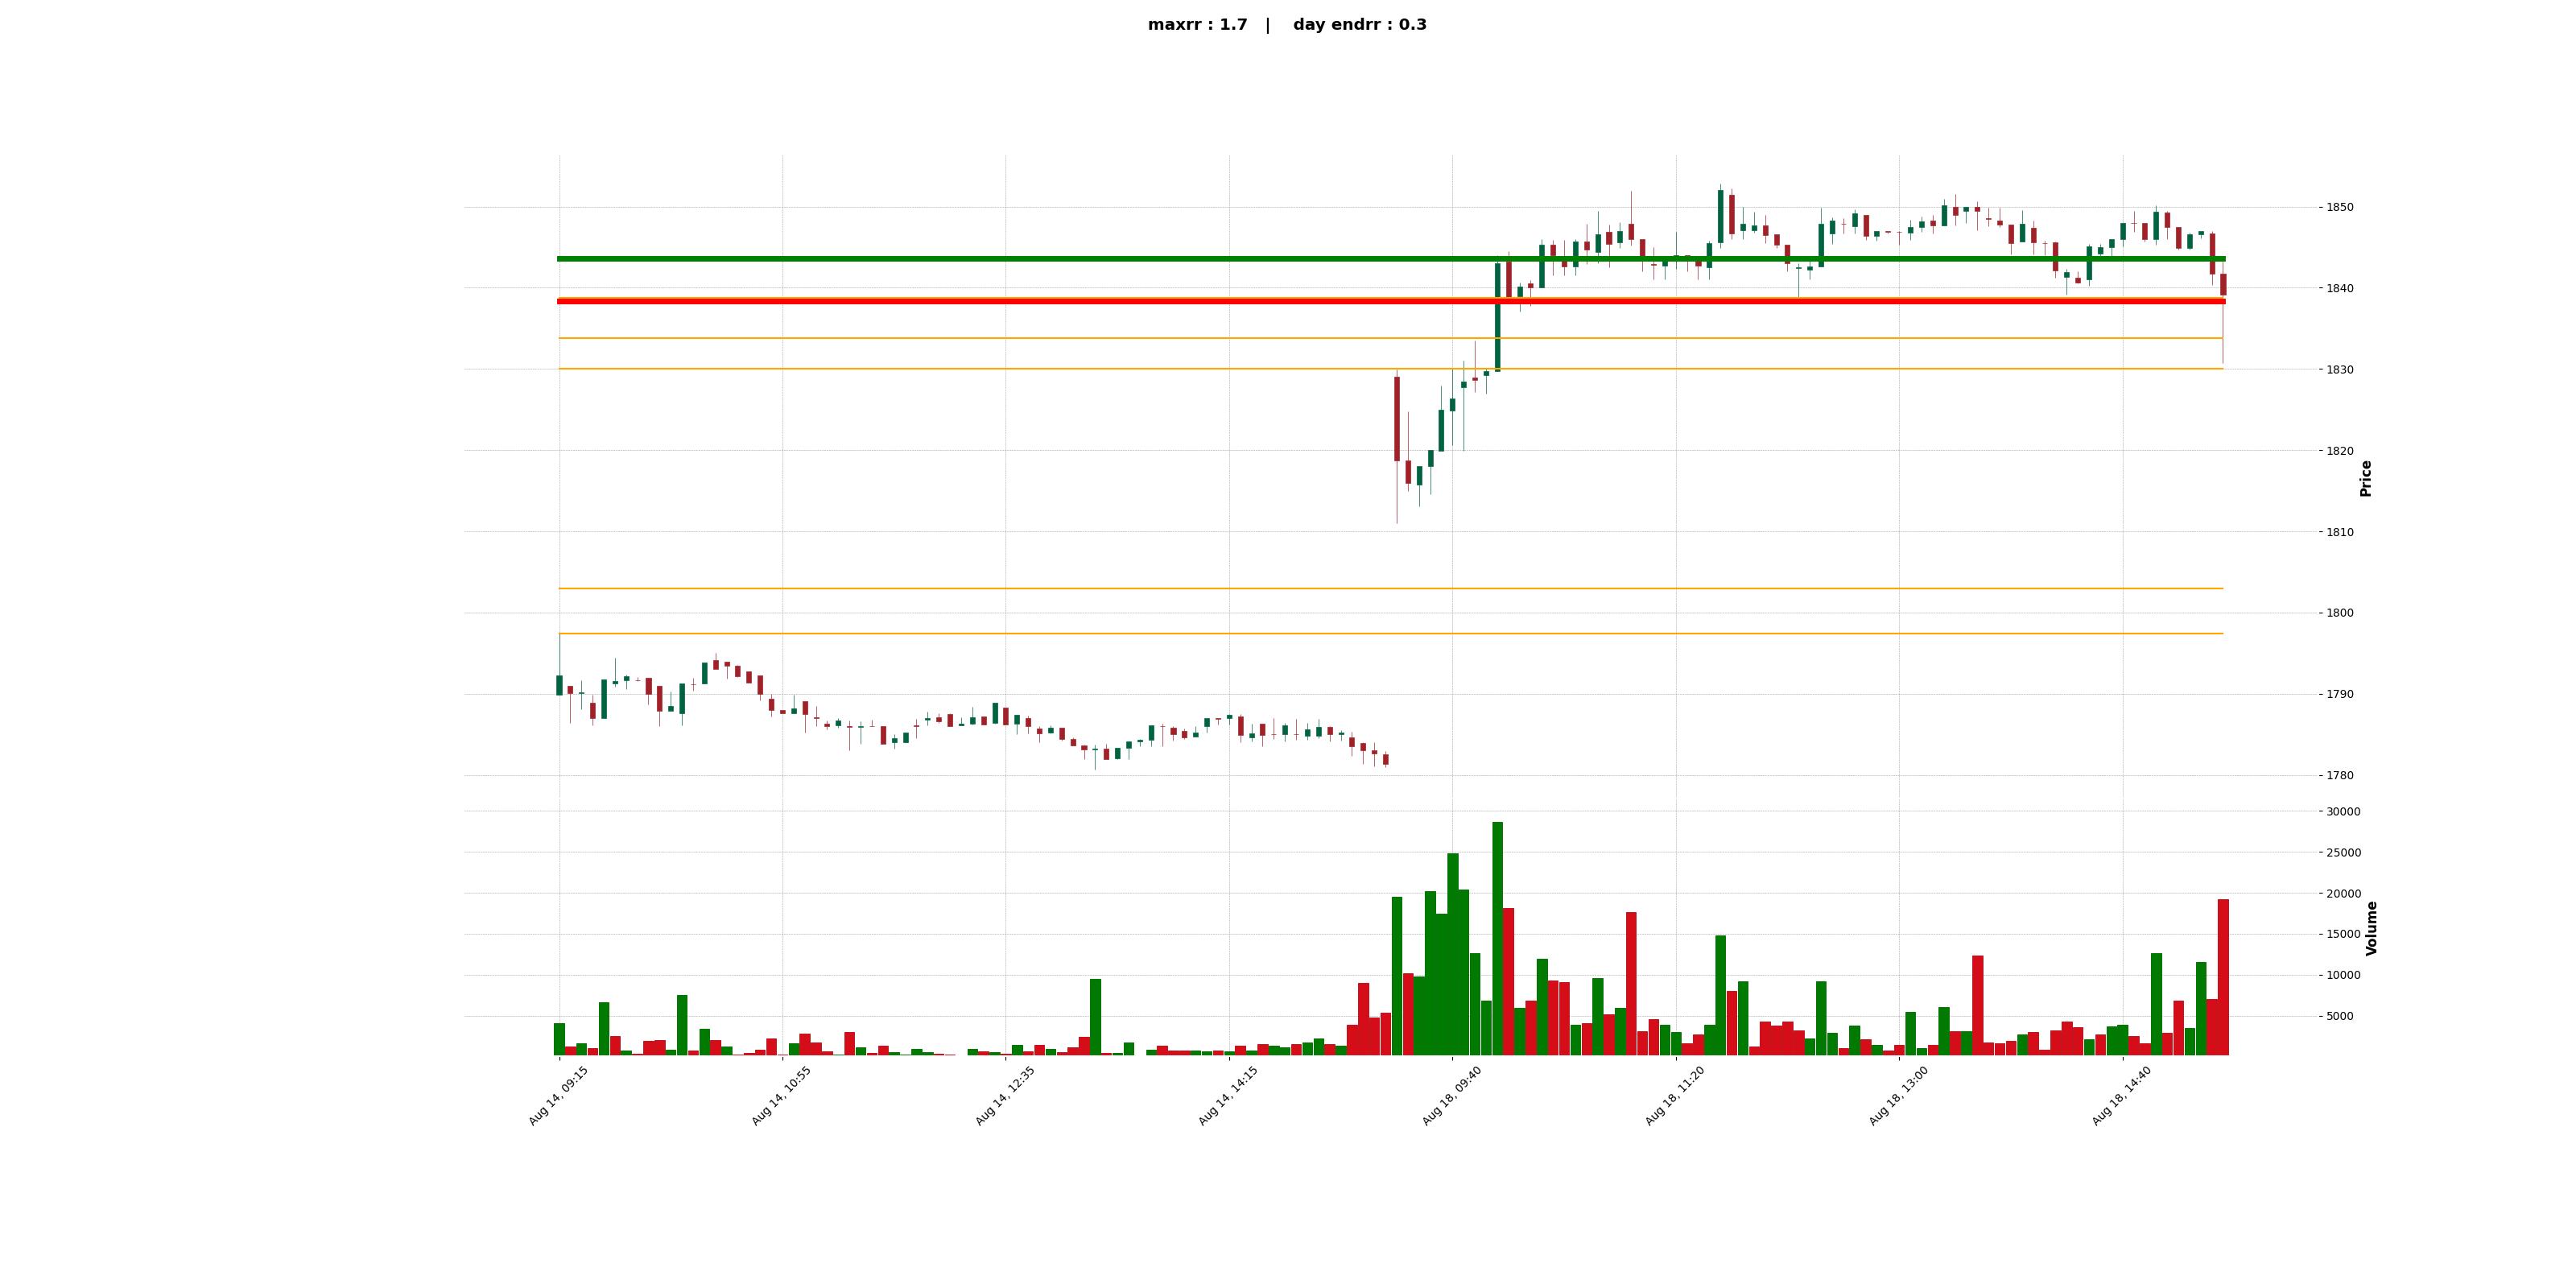 maxrr : 1.7 | day endrr : 0.3
1850
1840
1830
1820
1810
1800
1790
1780
Price
30000
25000
20000
15000
10000
5000
Volume
Aug 14, 09:15
Aug 14, 10:55
Aug 14, 12:35
Aug 14, 14:15
Aug 18, 09:40
Aug 18, 11:20
Aug 18, 13:00
Aug 18, 14:40